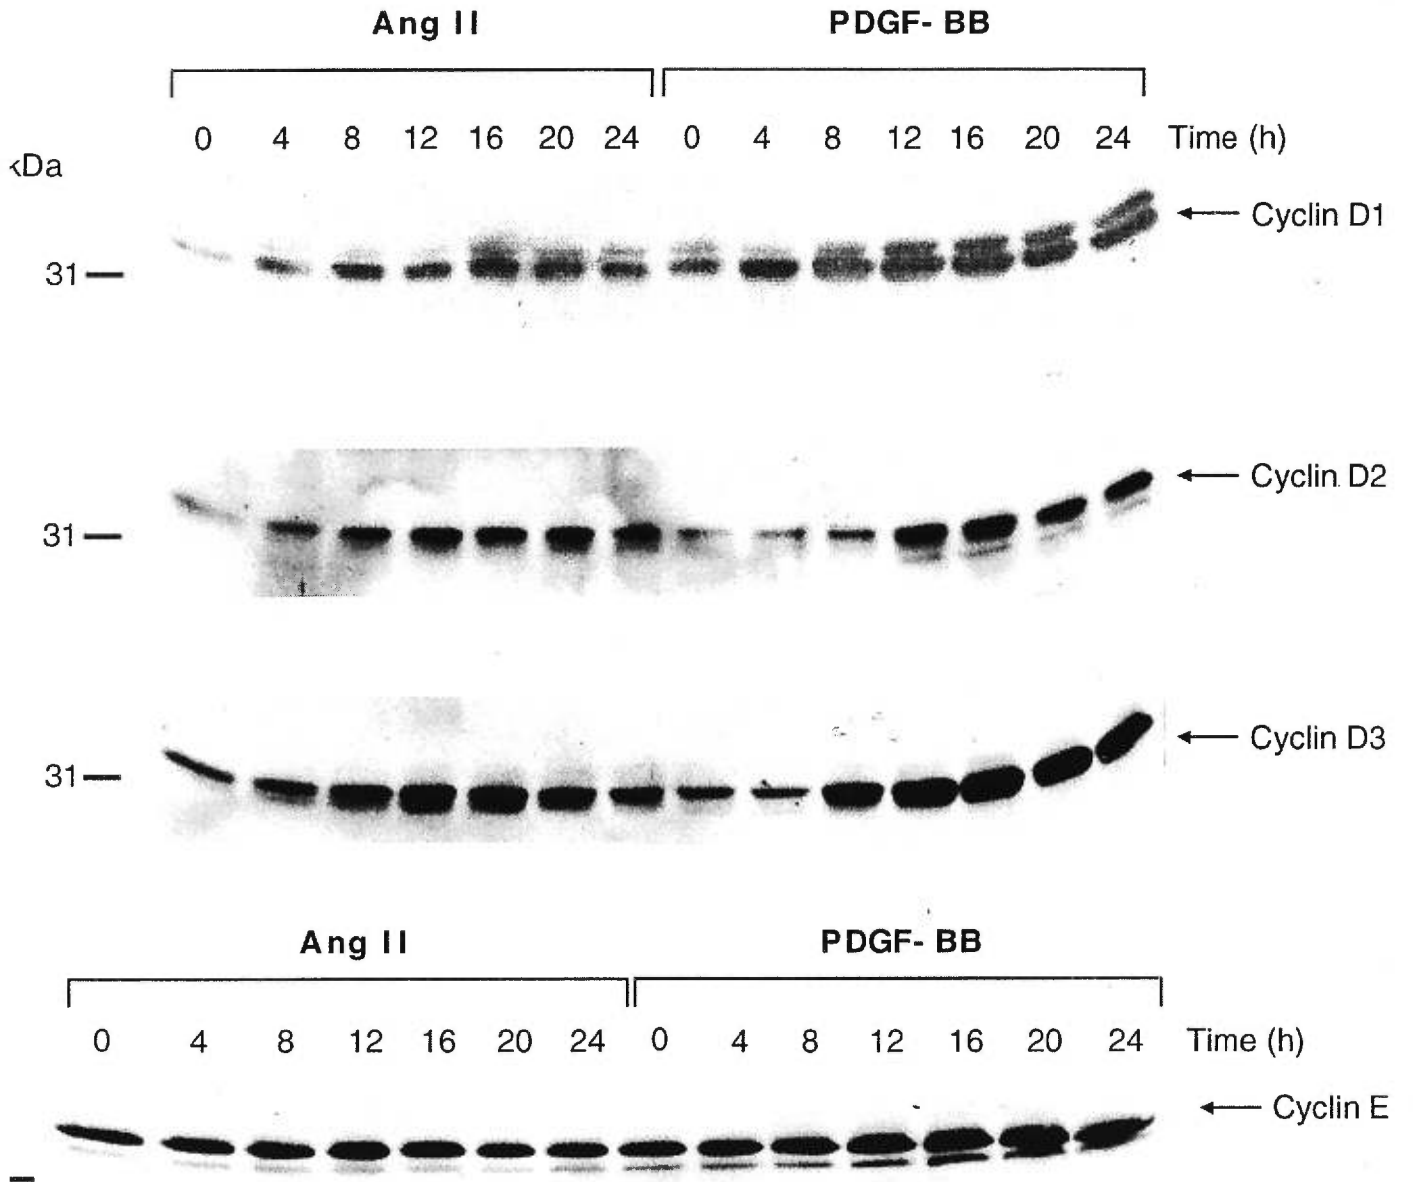 Ang II PDGF- BB
0 4 8 12 16 20 24 0 4 8 12 16 20 24 Time (h)
kDa
Cyclin D1
31
Cyclin D2
31
Cyclin D3
31
Ang II PDGF- BB
0 4 8 12 16 20 24 0 4 8 12 16 20 24 Time (h)
Cyclin E